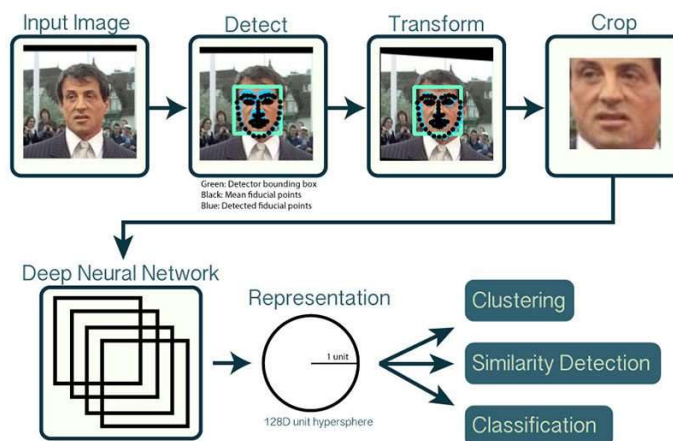 Input Image
Detect
Transform
Crop
Green: Detector bounding box
Black: Mean fiducial points
Blue: Detected fiducial points
Deep Neural Network
Representation
1 unit
128D unit hypersphere
Clustering
Similarity Detection
Classification